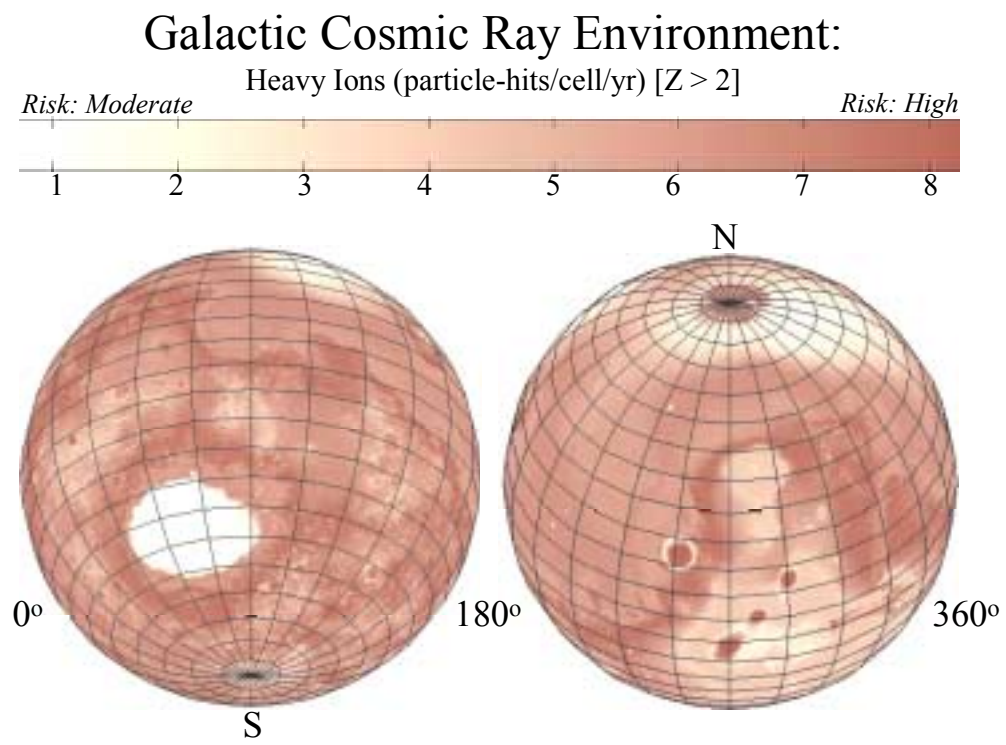 Galactic Cosmic Ray Environment:
Heavy Ions (particle-hits/cell/yr) [Z > 2]
Risk: Moderate Risk: High
1 2 3 4 5 6 7 8
N
0º 180º 360º
S